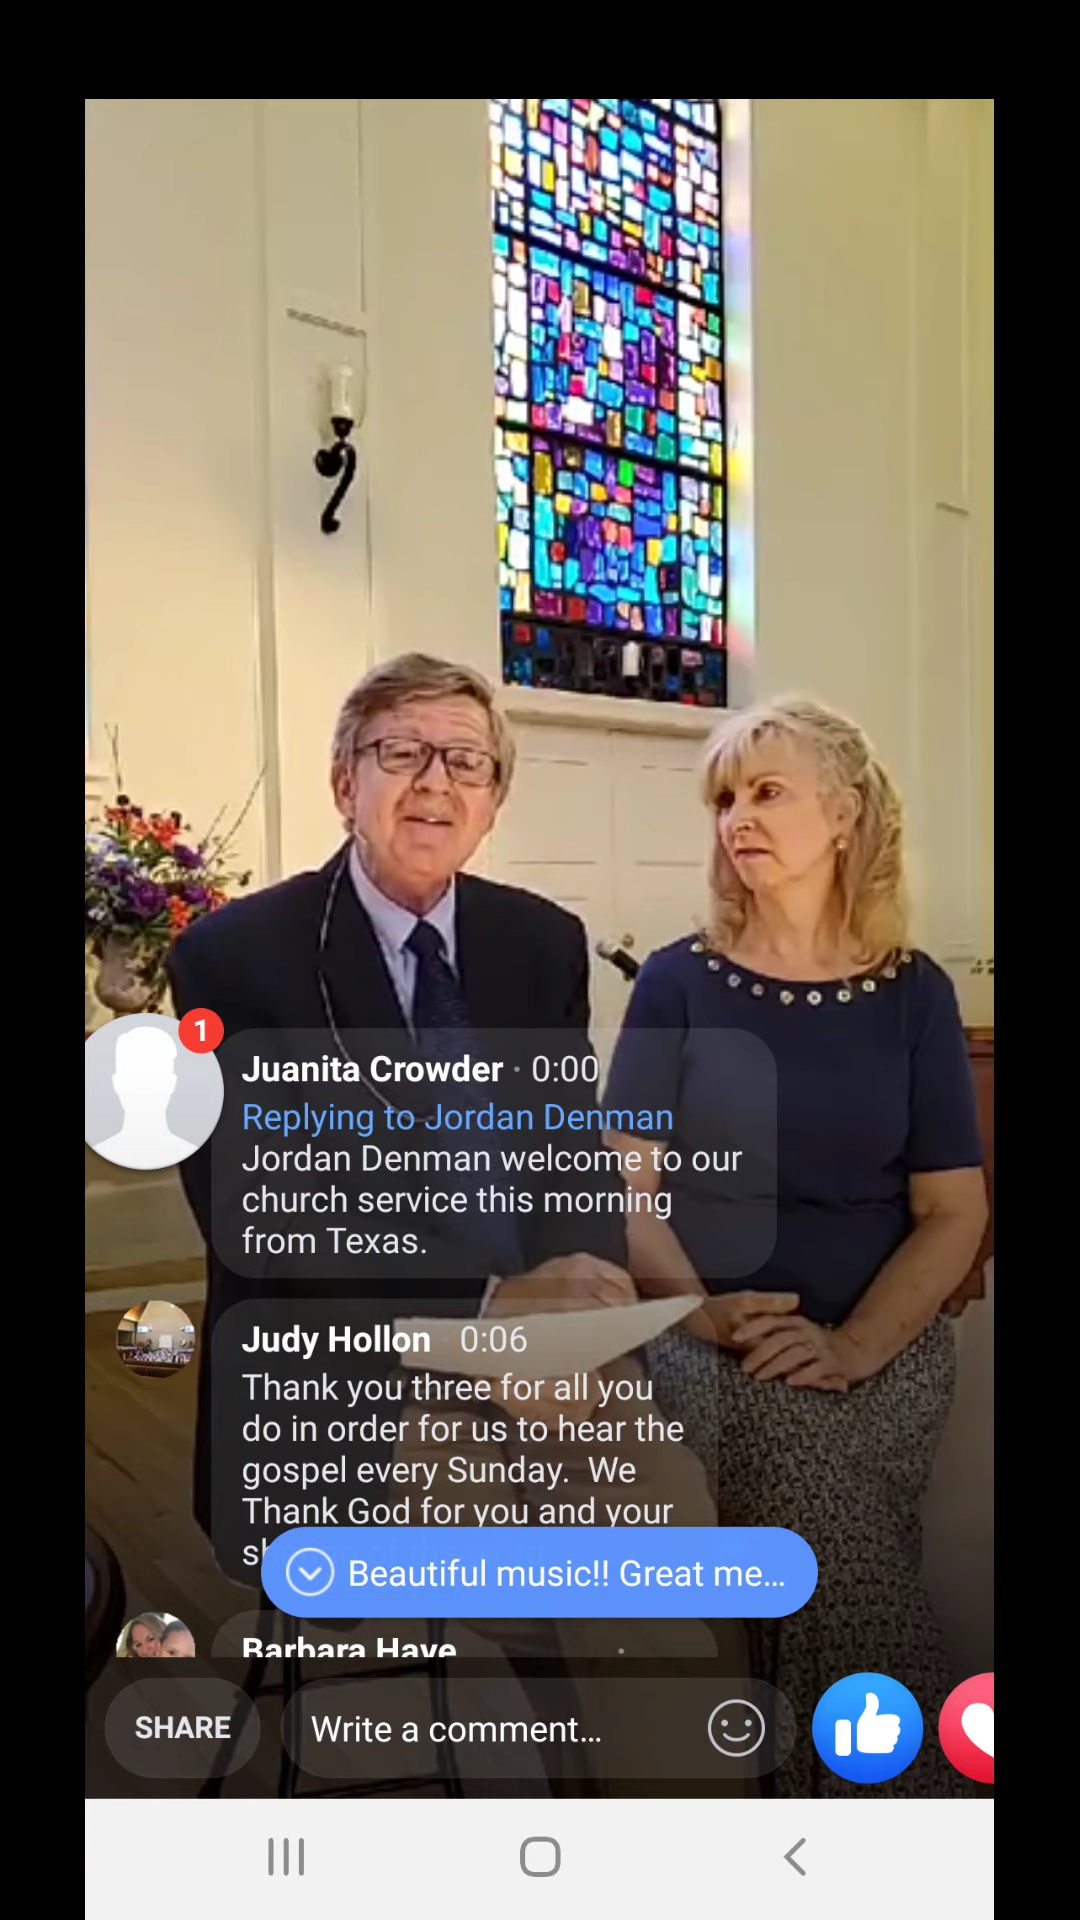 1
Juanita Crowder · 0:00
Replying to Jordan Denman
Jordan Denman welcome to our
church service this morning
from Texas.
Judy Hollon · 0:06
Thank you three for all you
do in order for us to hear the
gospel every Sunday. We
Thank God for you and your
Beautiful music!! Great me...
Barbara
SHARE
Write a comment...